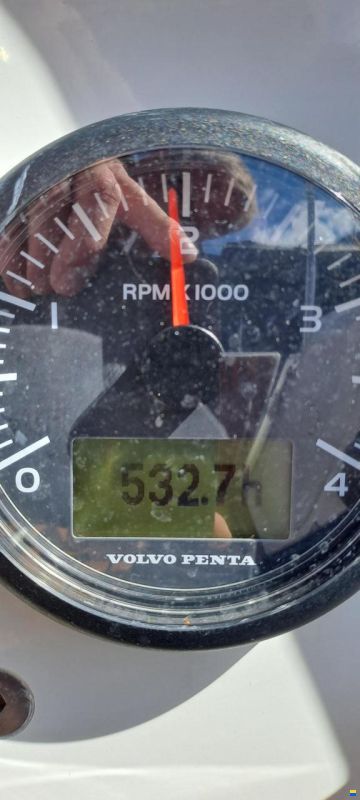 2
RPM X 1000
1 3
0 4
532.7h
VOLVO PENTA